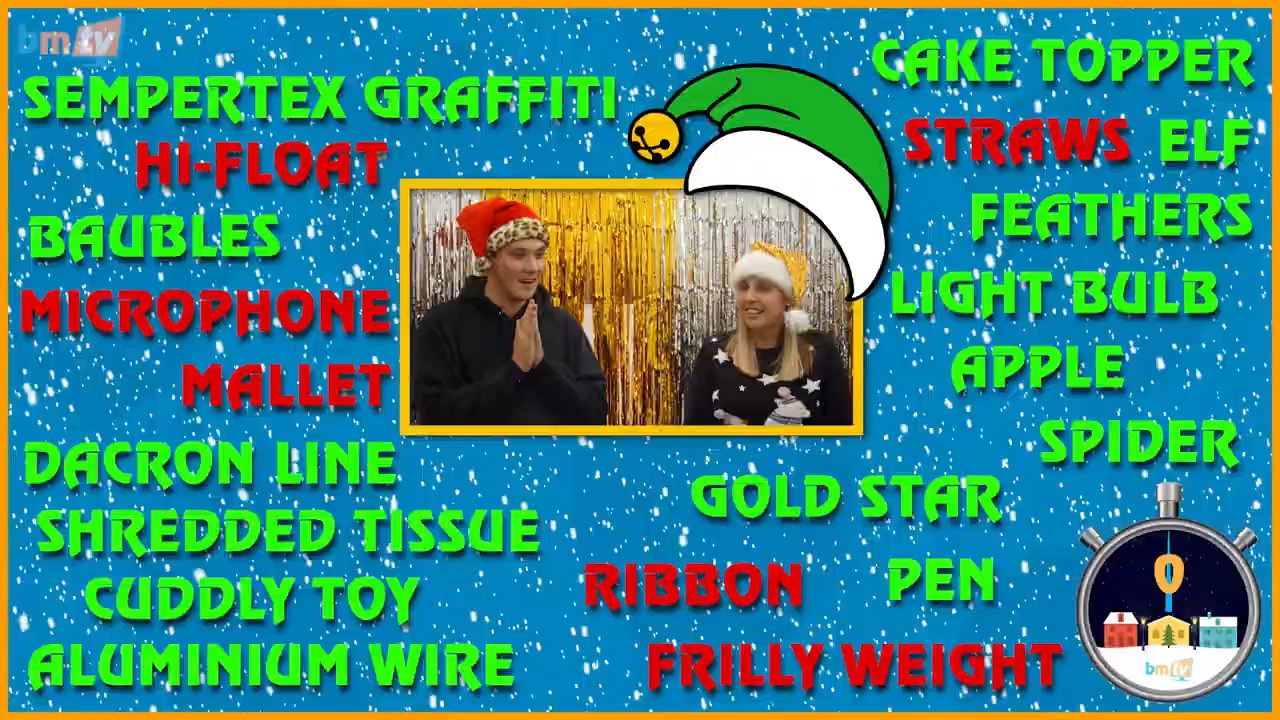 bmtv
SEMPERTEX GRAFFITI
HI-FLOAT
BAUBLES
MICROPHONE
MALLET
DACRON LINE
SHREDDED TISSUE
CUDDLY TOY
ALUMINIUM WIRE
CAKE TOPPER
STRAWS ELF
FEATHERS
LIGHT BULB
APPLE
SPIDER
GOLD STAR
RIBBON PEN
FRILLY WEIGHT
0
bmtv